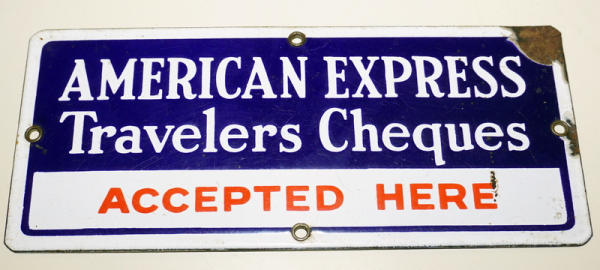 AMERICAN EXPRESS
Travelers Cheques
ACCEPTED HERE